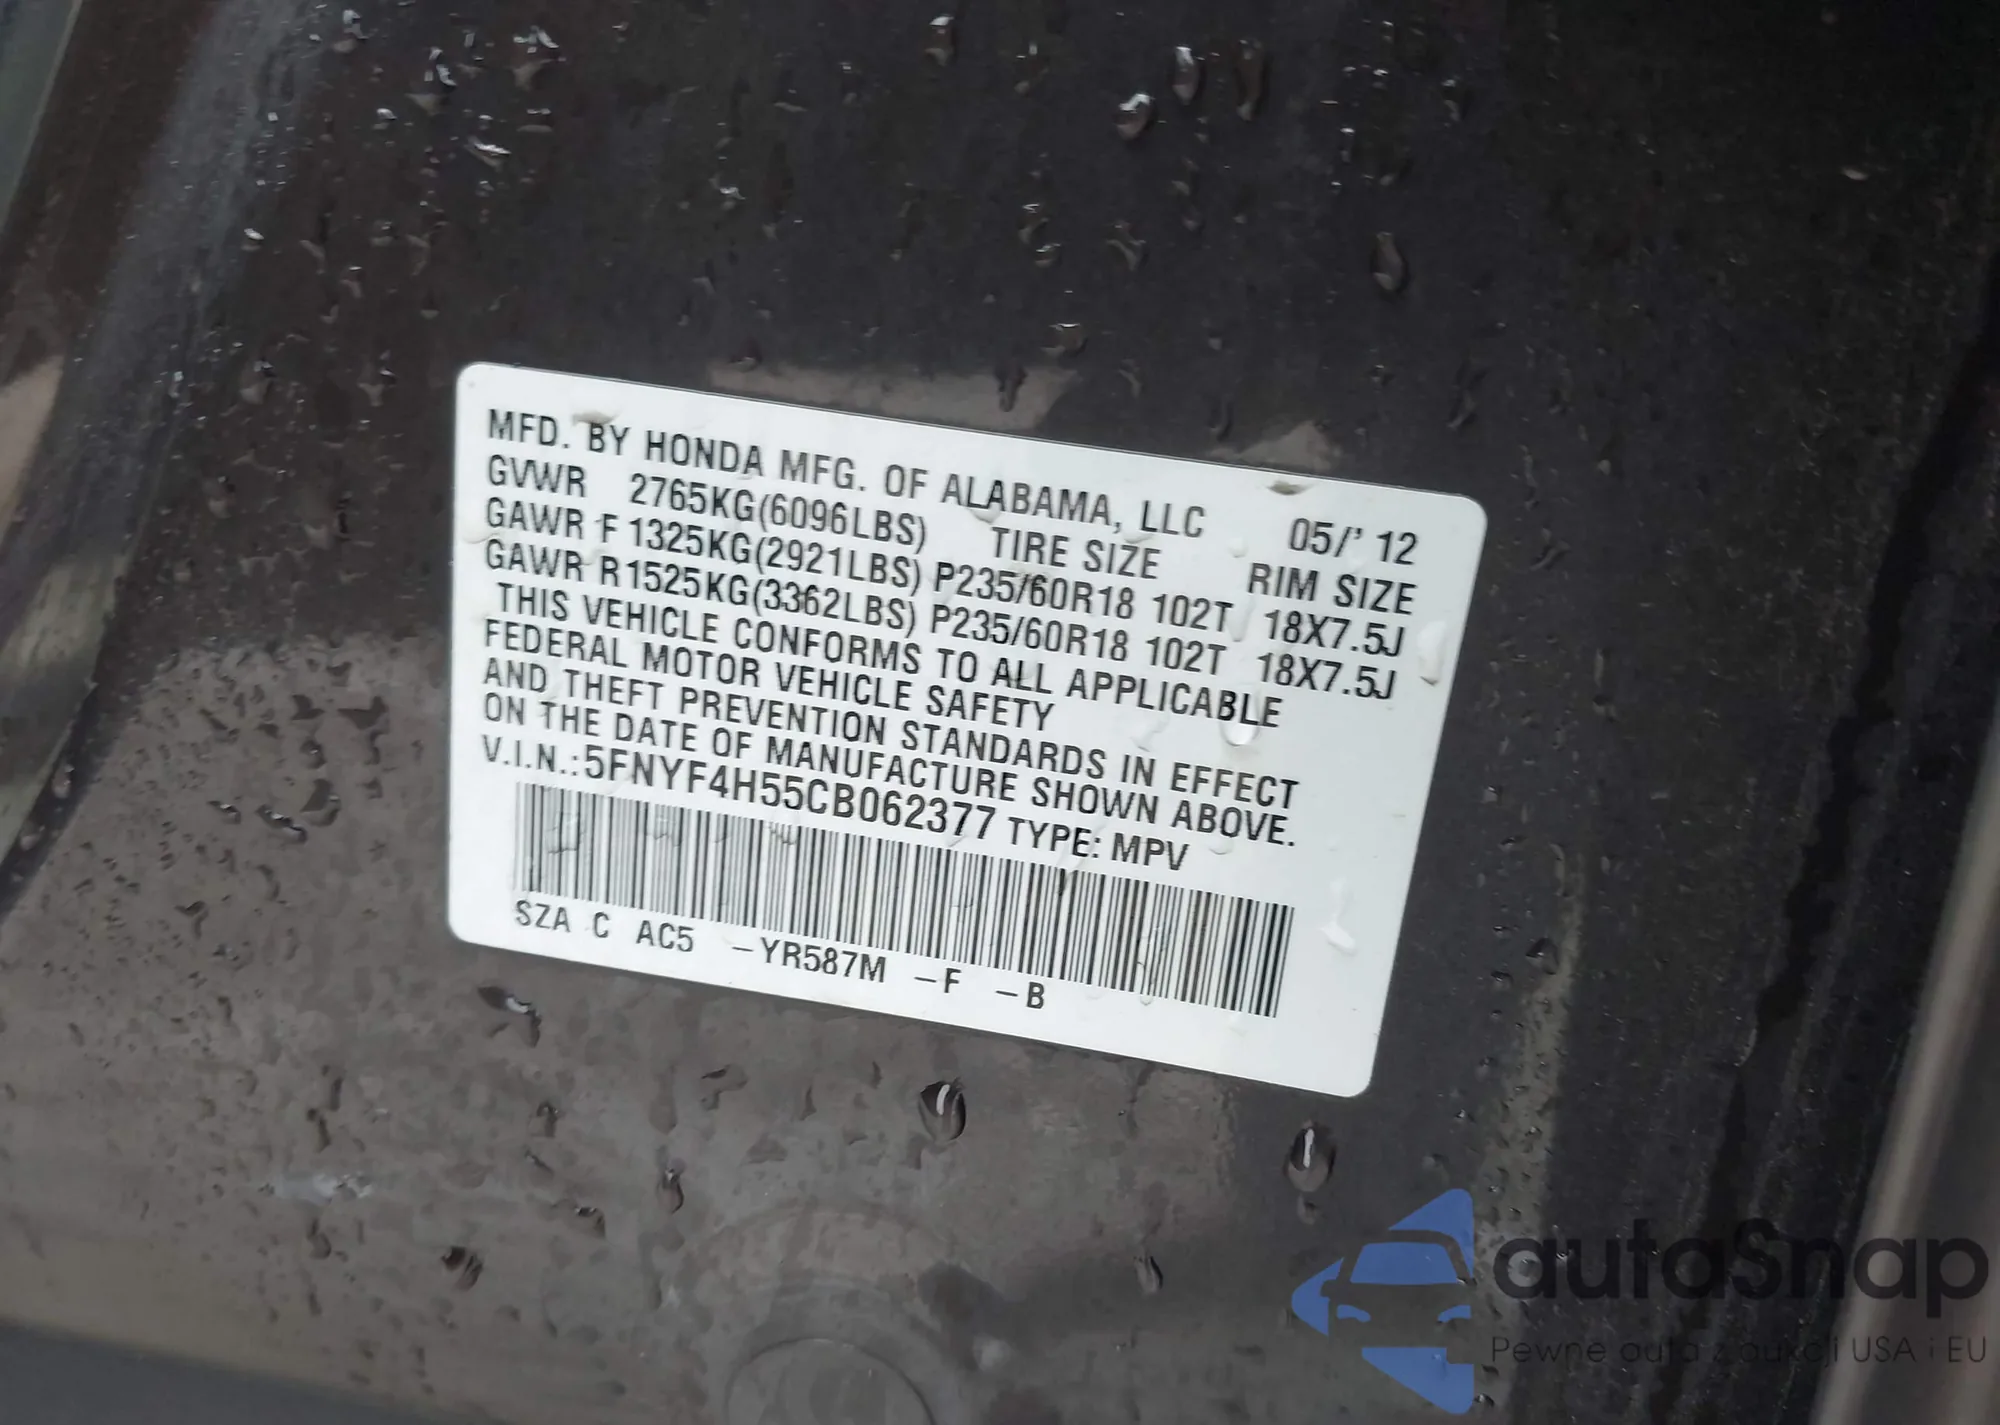 MFD. BY HONDA MFG. OF ALABAMA, LLC 05/' 12
GVWR 2765KG(6096LBS) TIRE SIZE RIM SIZE
GAWR F 1325KG(2921LBS) P235/60R18 102T 18X7.5J
GAWR R1525KG(3362LBS) P235/60R18 102T 18X7.5J
THIS VEHICLE CONFORMS TO ALL APPLICABLE
FEDERAL MOTOR VEHICLE SAFETY
AND THEFT PREVENTION STANDARDS IN EFFECT
ON THE DATE OF MANUFACTURE SHOWN ABOVE.
V.I.N.:5FNYF4H55CB062377 TYPE: MPV
SZA C AC5 –YR587M –F –B
autaSnap
Pewne auta z aukcji USA i EU